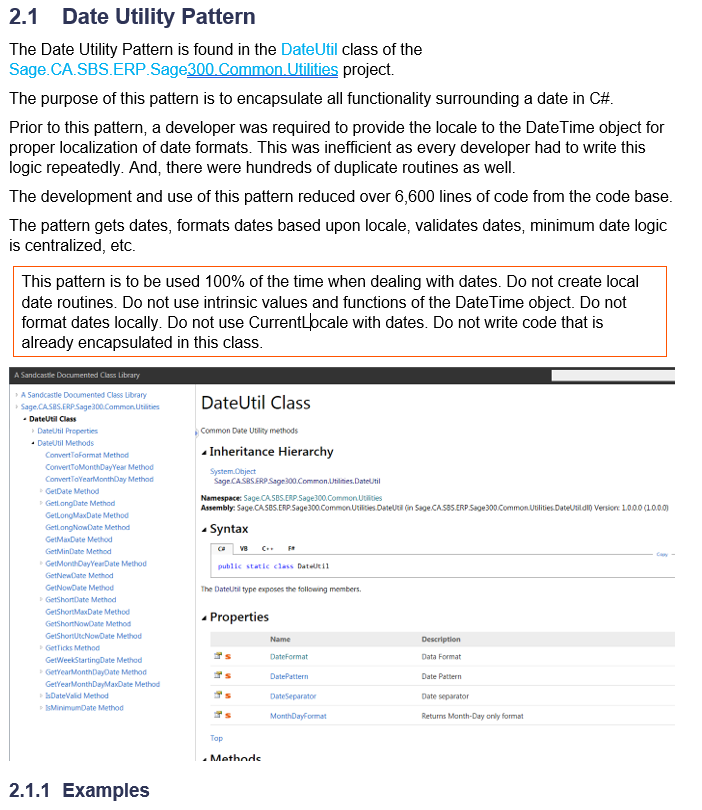 2.1 Date Utility Pattern
The Date Utility Pattern is found in the DateUtil class of the
Sage.CA.SBS.ERP.Sage300.Common.Utilities project.
The purpose of this pattern is to encapsulate all functionality surrounding a date in C#.
Prior to this pattern, a developer was required to provide the locale to the DateTime object for
proper localization of date formats. This was inefficient as every developer had to write this
logic repeatedly. And, there were hundreds of duplicate routines as well.
The development and use of this pattern reduced over 6,600 lines of code from the code base.
The pattern gets dates, formats dates based upon locale, validates dates, minimum date logic
is centralized, etc.
This pattern is to be used 100% of the time when dealing with dates. Do not create local
date routines. Do not use intrinsic values and functions of the DateTime object. Do not
format dates locally. Do not use CurrentLocale with dates. Do not write code that is
already encapsulated in this class.
A Sandcastle Documented Class Library
A Sandcastle Documented Class Library
Sage.CA.SBS.ERP.Sage300.Common.Utilities
DateUtil Class
DateUtil Properties
DateUtil Methods
ConvertToFormat Method
ConvertToMonthDayYear Method
ConvertToYearMonthDay Method
GetDate Method
GetLongDate Method
GetLongMaxDate Method
GetLongNowDate Method
GetMaxDate Method
GetMinDate Method
GetMonthDayYearDate Method
GetNewDate Method
GetNowDate Method
GetShortDate Method
GetShortMaxDate Method
GetShortNowDate Method
GetShortUtcNowDate Method
GetTicks Method
GetWeekStartingDate Method
GetYearMonthDayDate Method
GetYearMonthDayMaxDate Method
IsDateValid Method
IsMinimumDate Method
DateUtil Class
Common Date Utility methods
Inheritance Hierarchy
System.Object
Sage.CA.SBS.ERP.Sage300.Common.Utilities.DateUtil
Namespace: Sage.CA.SBS.ERP.Sage300.Common.Utilities
Assembly: Sage.CA.SBS.ERP.Sage300.Common.Utilities.DateUtil (in Sage.CA.SBS.ERP.Sage300.Common.Utilities.DateUtil.dll) Version: 1.0.0.0 (1.0.0.0)
Syntax
C# VB C++ F#
Copy
public static class DateUtil
The DateUtil type exposes the following members.
Properties
Name Description
DateFormat Data Format
DatePattern Date Pattern
DateSeparator Date separator
MonthDayFormat Returns Month-Day only format
Top
Methods
2.1.1 Examples